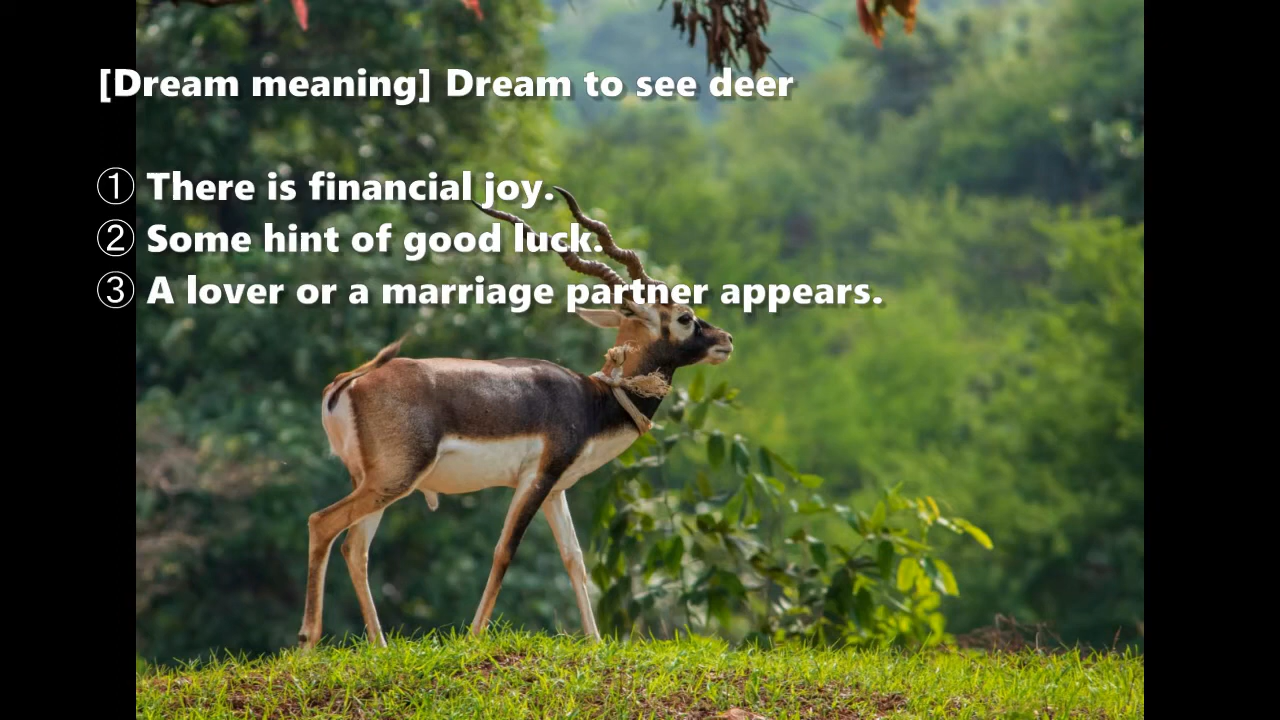 [Dream meaning] Dream to see deer
① There is financial joy.
② Some hint of good luck.
③ A lover or a marriage partner appears.